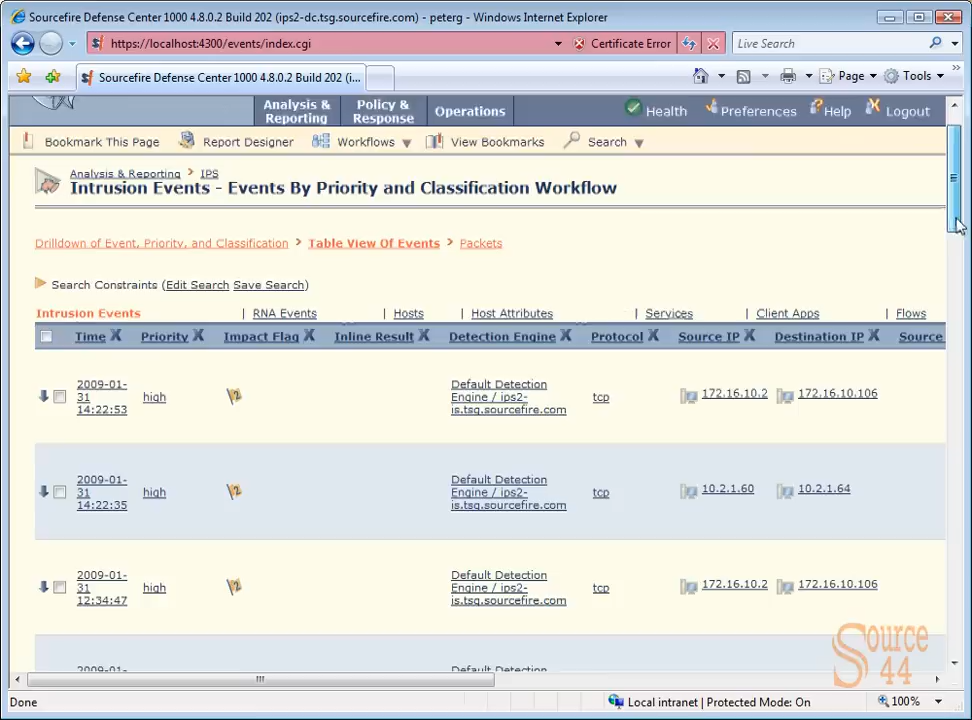 Sourcefire Defense Center 1000 4.8.0.2 Build 202 (ips2-dc.tsg.sourcefire.com) - peterg - Windows Internet Explorer
https://localhost:4300/events/index.cgi Certificate Error Live Search
Sourcefire Defense Center 1000 4.8.0.2 Build 202 (i... Page Tools
Analysis & Reporting Policy & Response Operations Health Preferences Help Logout
Bookmark This Page Report Designer Workflows View Bookmarks Search
Analysis & Reporting > IPS
Intrusion Events - Events By Priority and Classification Workflow
Drilldown of Event, Priority, and Classification > Table View Of Events > Packets
Search Constraints (Edit Search Save Search)
Intrusion Events | RNA Events | Hosts | Host Attributes | Services | Client Apps | Flows
Time Priority Impact Flag Inline Result Detection Engine Protocol Source IP Destination IP Source
2009-01-
31
14:22:53
high
2
Default Detection
Engine / ips2-
is.tsg.sourcefire.com
tcp
172.16.10.2
172.16.10.106
2009-01-
31
14:22:35
high
2
Default Detection
Engine / ips2-
is.tsg.sourcefire.com
tcp
10.2.1.60
10.2.1.64
2009-01-
31
12:34:47
high
2
Default Detection
Engine / ips2-
is.tsg.sourcefire.com
tcp
172.16.10.2
172.16.10.106
2009-01-
Default Detection
Source
44
Done Local intranet | Protected Mode: On 100%